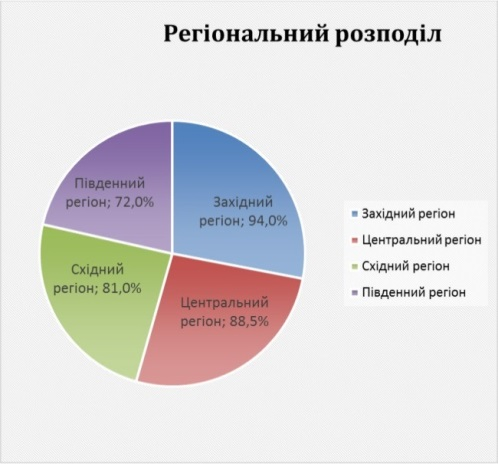 Регіональний розподіл
Південний
регіон; 72,0%
Західний
регіон; 94,0%
Східний
регіон; 81,0%
Центральний
регіон; 88,5%
Західний регіон
Центральний регіон
Східний регіон
Південний регіон